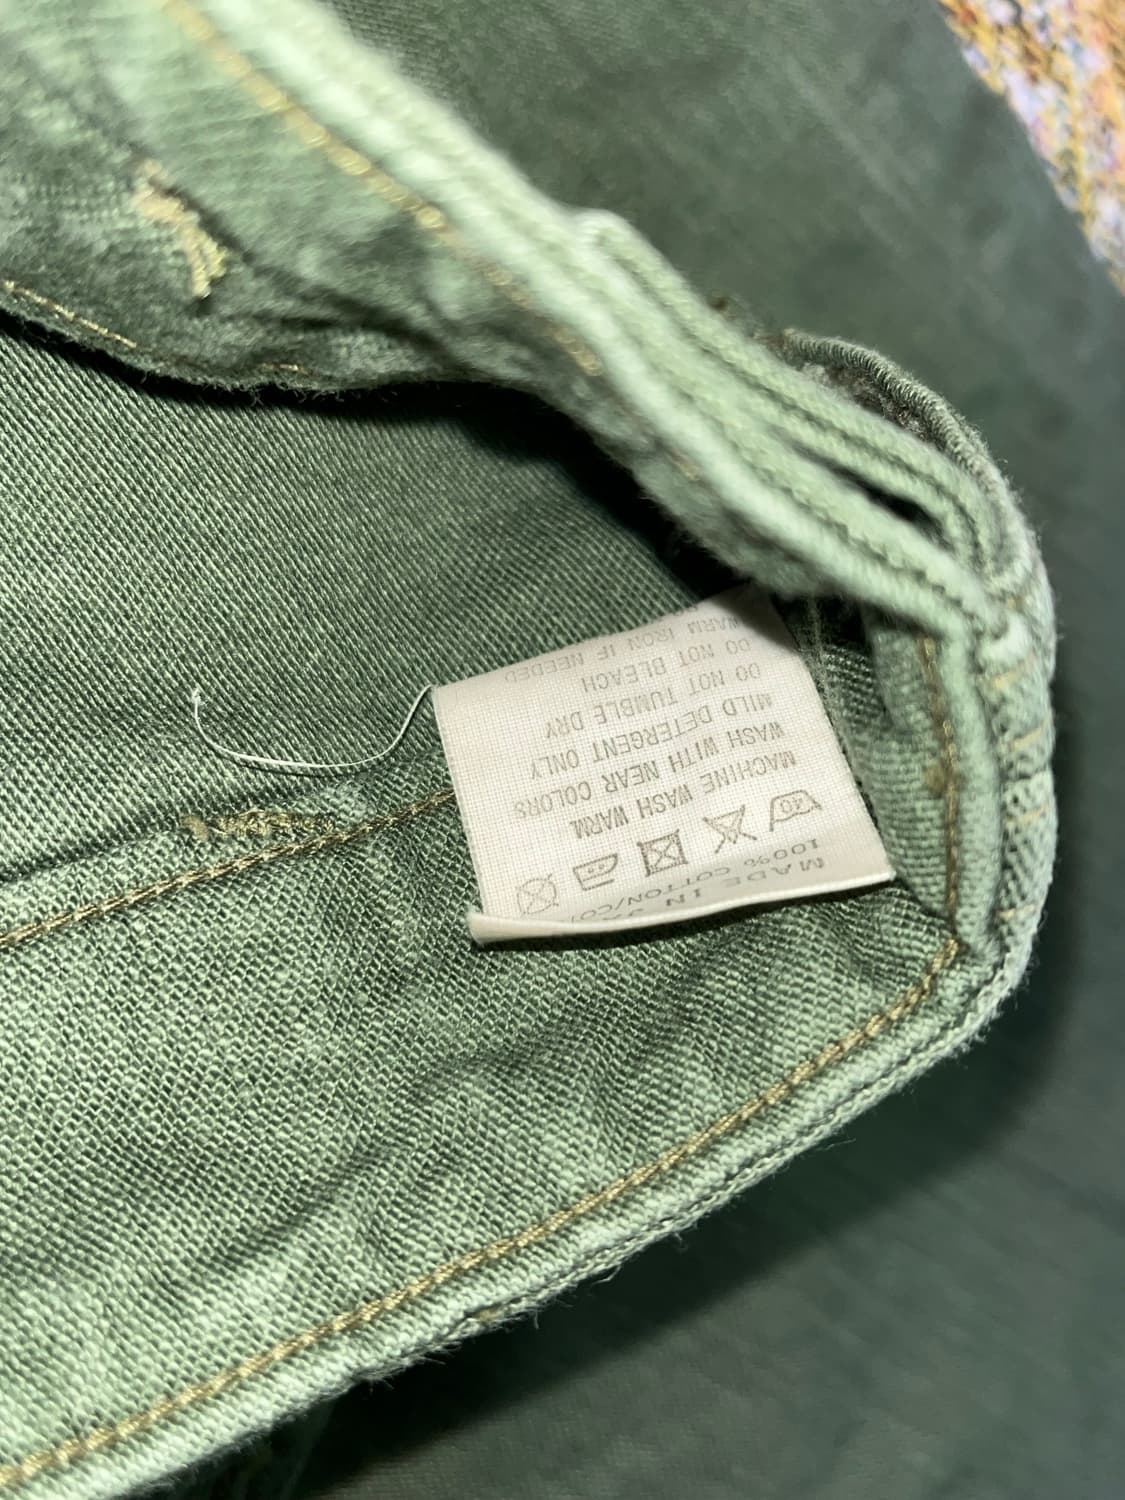 MADE IN
100% COTTON/CO
40
MACHINE WASH WARM
WASH WITH NEAR COLORS
MILD DETERGENT ONLY
DO NOT TUMBLE DRY
DO NOT BLEACH
WARM IRON IF NEEDED